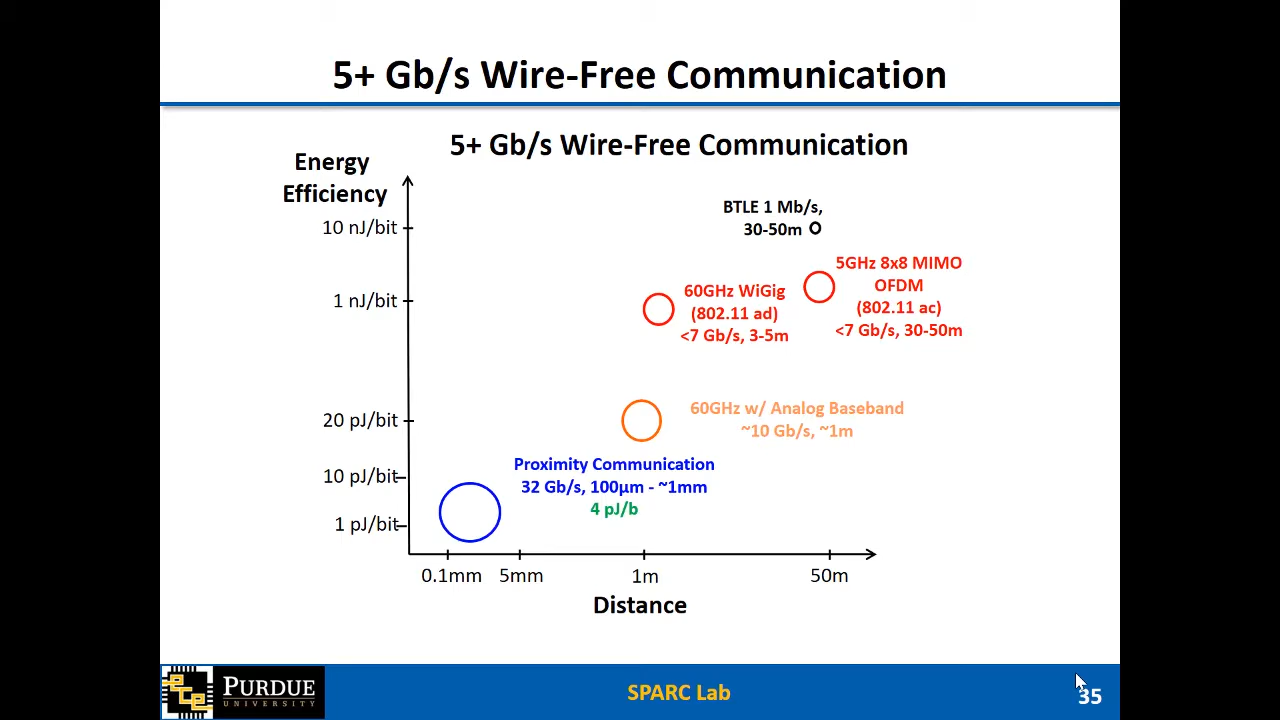 5+ Gb/s Wire-Free Communication
5+ Gb/s Wire-Free Communication
Energy
Efficiency
10 nJ/bit
1 nJ/bit
20 pJ/bit
10 pJ/bit
1 pJ/bit
BTLE 1 Mb/s,
30-50m
5GHz 8x8 MIMO
OFDM
(802.11 ac)
<7 Gb/s, 30-50m
60GHz WiGig
(802.11 ad)
<7 Gb/s, 3-5m
60GHz w/ Analog Baseband
~10 Gb/s, ~1m
Proximity Communication
32 Gb/s, 100µm - ~1mm
4 pJ/b
0.1mm 5mm 1m 50m
Distance
ece
PURDUE
UNIVERSITY
SPARC Lab
35